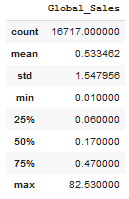 Global_Sales
count 16717.000000
mean 0.533462
std 1.547956
min 0.010000
25% 0.060000
50% 0.170000
75% 0.470000
max 82.530000